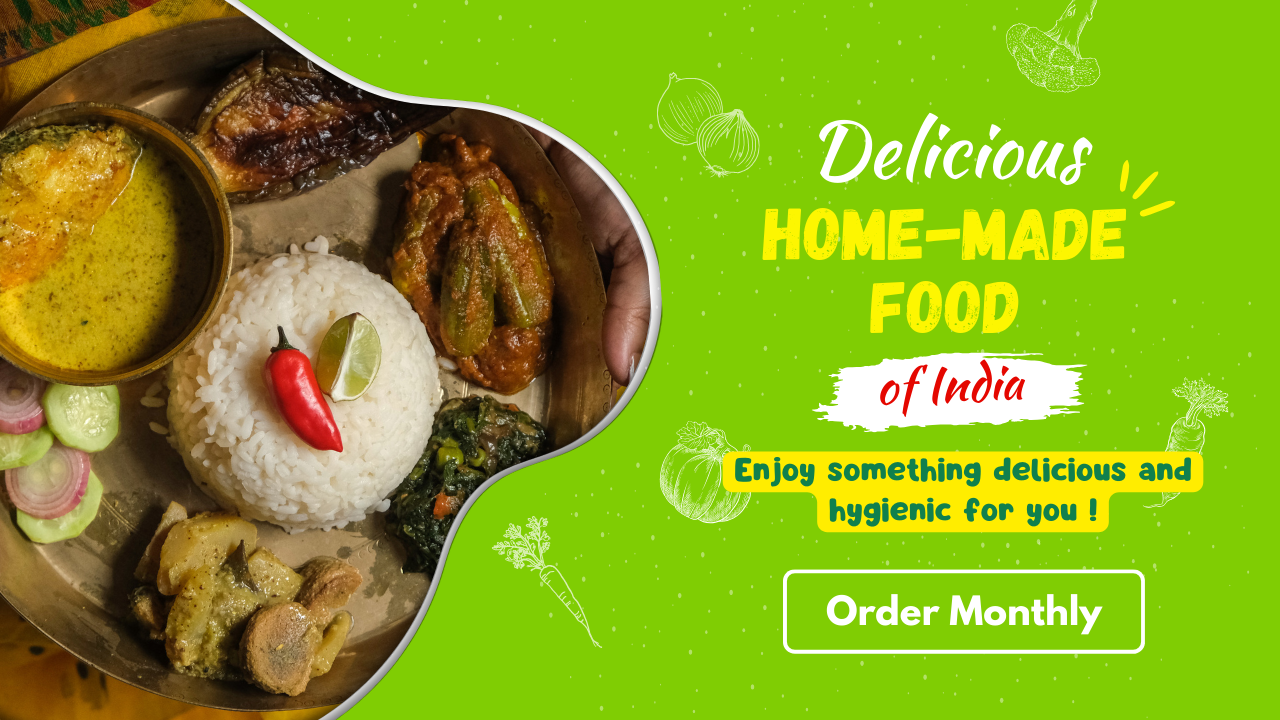 Delicious
HOME-MADE
FOOD
of India
Enjoy something delicious and
hygienic for you !
Order Monthly